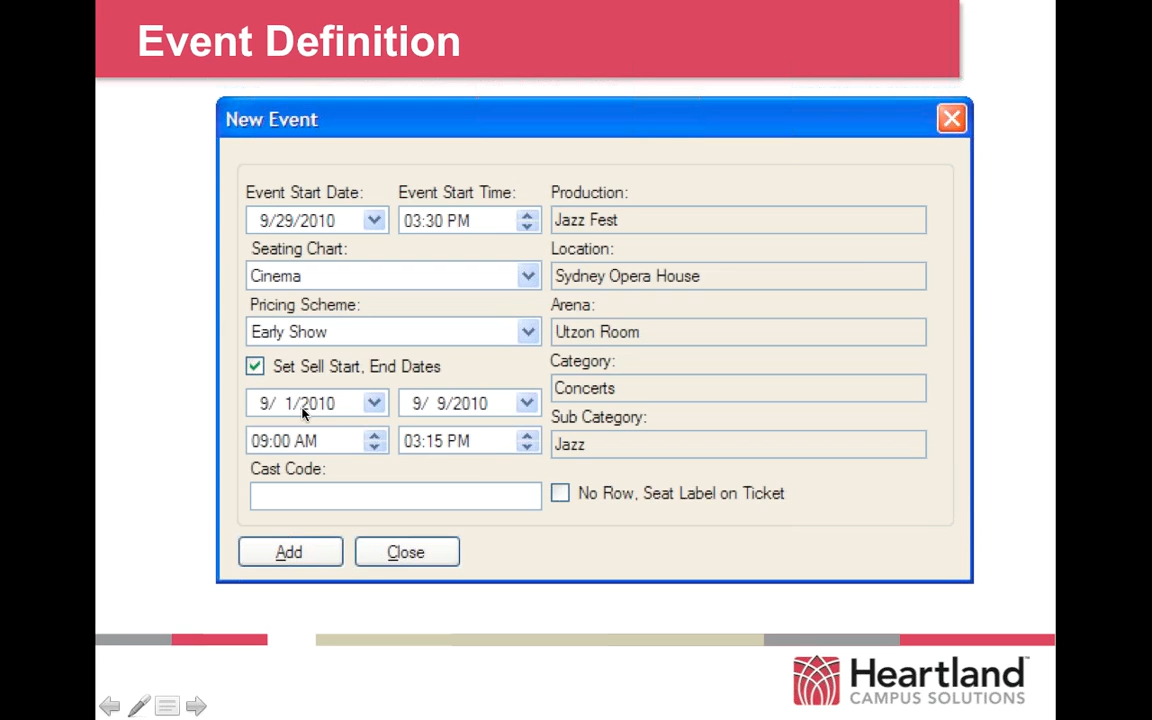 Event Definition
New Event
Event Start Date: Event Start Time: Production:
9/29/2010 03:30 PM Jazz Fest
Seating Chart: Location:
Cinema Sydney Opera House
Pricing Scheme: Arena:
Early Show Utzon Room
Set Sell Start, End Dates Category:
9/ 1/2010 9/ 9/2010 Concerts
Sub Category:
09:00 AM 03:15 PM Jazz
Cast Code:
No Row, Seat Label on Ticket
Add Close
Heartland™
CAMPUS SOLUTIONS